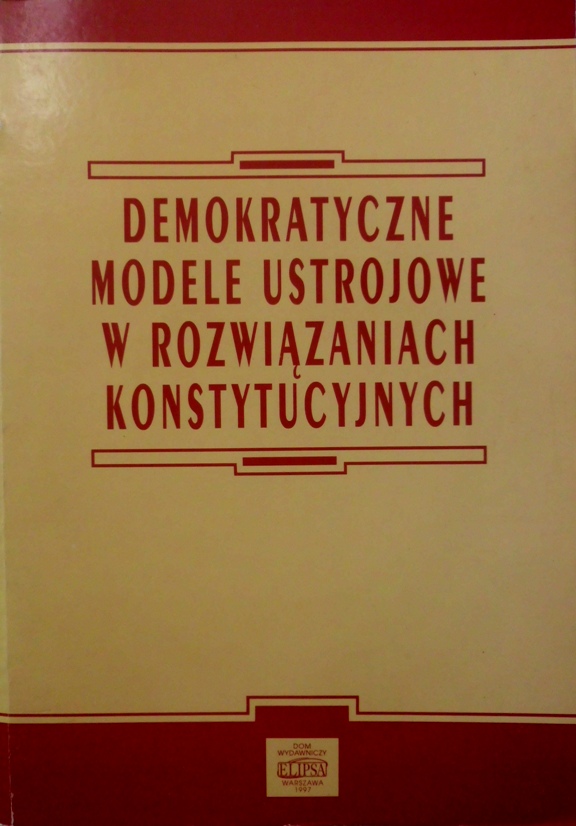 DEMOKRATYCZNE
MODELE USTROJOWE
W ROZWIĄZANIACH
KONSTYTUCYJNYCH
DOM
WYDAWNICZY
ELIPSA
WARSZAWA
1997